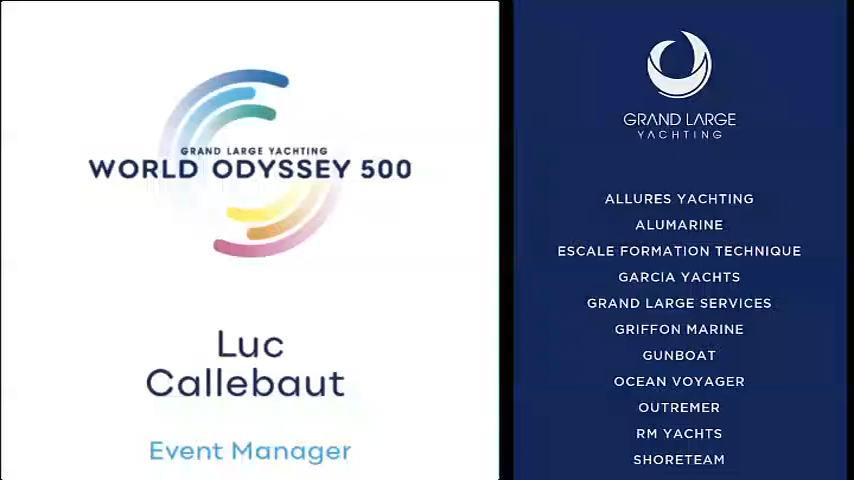 GRAND LARGE YACHTING
WORLD ODYSSEY 500
Luc
Callebaut
Event Manager
GRAND LARGE
YACHTING
ALLURES YACHTING
ALUMARINE
ESCALE FORMATION TECHNIQUE
GARCIA YACHTS
GRAND LARGE SERVICES
GRIFFON MARINE
GUNBOAT
OCEAN VOYAGER
OUTREMER
RM YACHTS
SHORETEAM